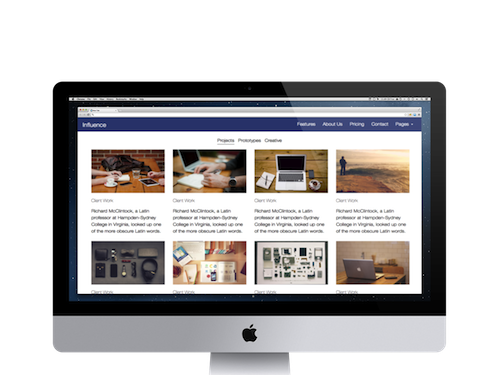 Influence
Features About Us Pricing Contact Pages
Projects Prototypes Creative
Client Work
Richard McClintock, a Latin
professor at Hampden-Sydney
College in Virginia, looked up one
of the more obscure Latin words.
Client Work
Richard McClintock, a Latin
professor at Hampden-Sydney
College in Virginia, looked up one
of the more obscure Latin words.
Client Work
Richard McClintock, a Latin
professor at Hampden-Sydney
College in Virginia, looked up one
of the more obscure Latin words.
Client Work
Richard McClintock, a Latin
professor at Hampden-Sydney
College in Virginia, looked up one
of the more obscure Latin words.
Client Work
Client Work
Client Work
Client Work